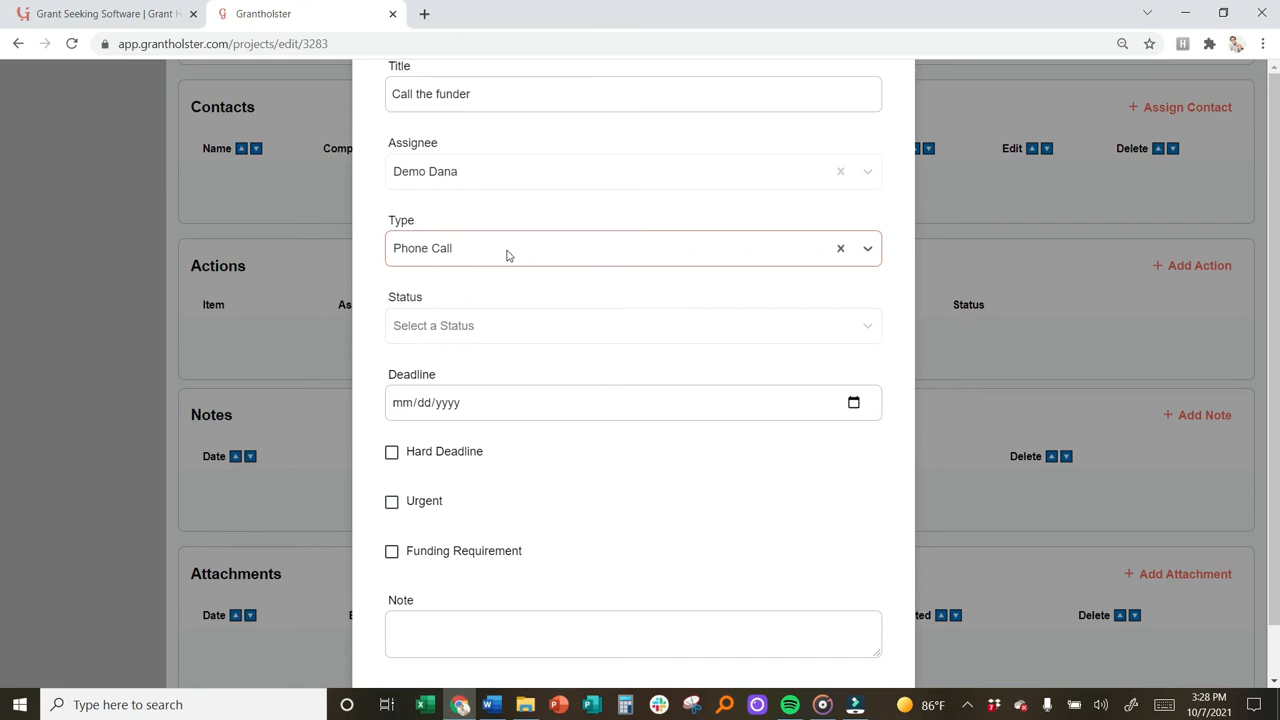 Grant Seeking Software | Grant H
Grantholster
app.grantholster.com/projects/edit/3283
Title
Call the funder
Contacts
+ Assign Contact
Assignee
Name
Comp
Edit
Delete
Demo Dana
Type
Phone Call
Actions
+ Add Action
Status
Item
As
Status
Select a Status
Deadline
mm/dd/yyyy
Notes
+ Add Note
Hard Deadline
Date
Delete
Urgent
Funding Requirement
Attachments
+ Add Attachment
Note
Date
ted
Delete
Type here to search
86°F
3:28 PM
10/7/2021